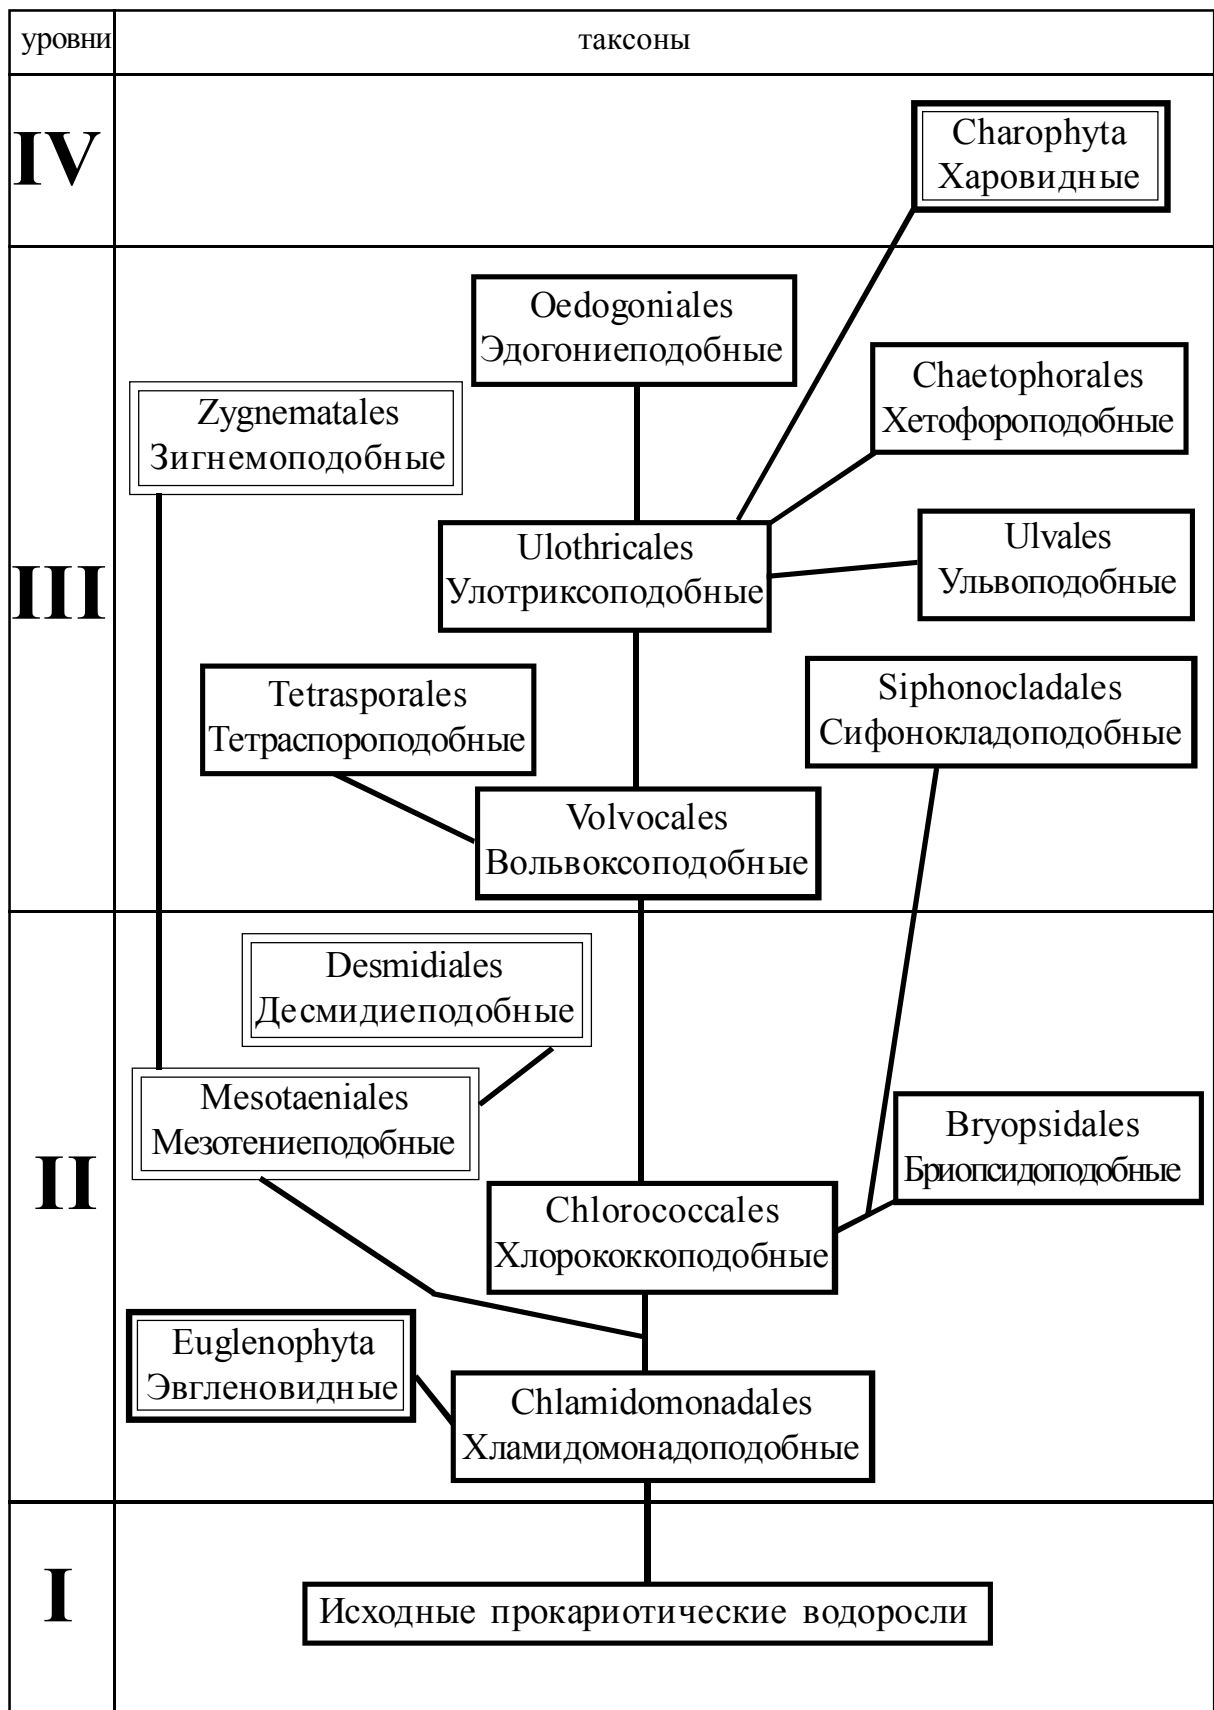 уровни
таксоны
IV
Charophyta
Харовидные
Oedogoniales
Эдогониеподобные
Chaetophorales
Хетофороподобные
Zygnematales
Зигнемоподобные
III
Ulothricales
Улотриксоподобные
Ulvales
Ульвоподобные
Tetrasporales
Тетраспороподобные
Siphonocladales
Сифонокладоподобные
Volvocales
Вольвоксоподобные
Desmidiales
Десмидиеподобные
II
Mesotaeniales
Мезотениеподобные
Bryopsidales
Бриопсидоподобные
Chlorococcales
Хлорококкоподобные
Euglenophyta
Эвгленовидные
Chlamidomonadales
Хламидомонадоподобные
I
Исходные прокариотические водоросли